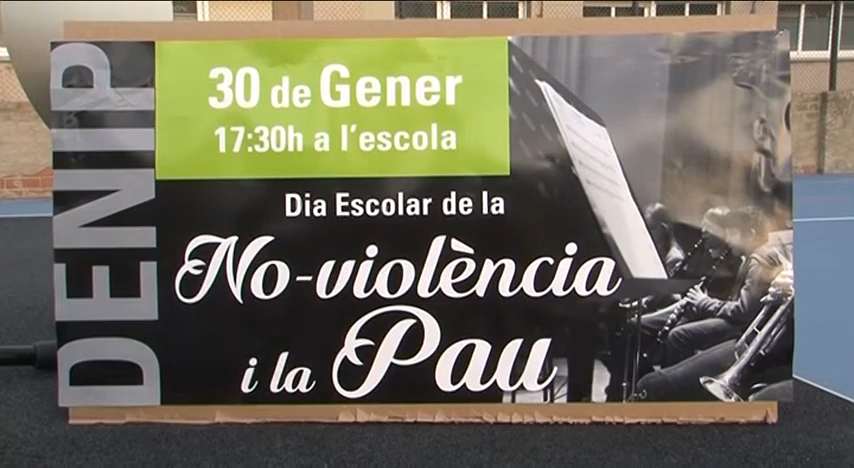 DENIP
30 de Gener
17:30h a l'escola
Dia Escolar de la
No-violència
i la Pau